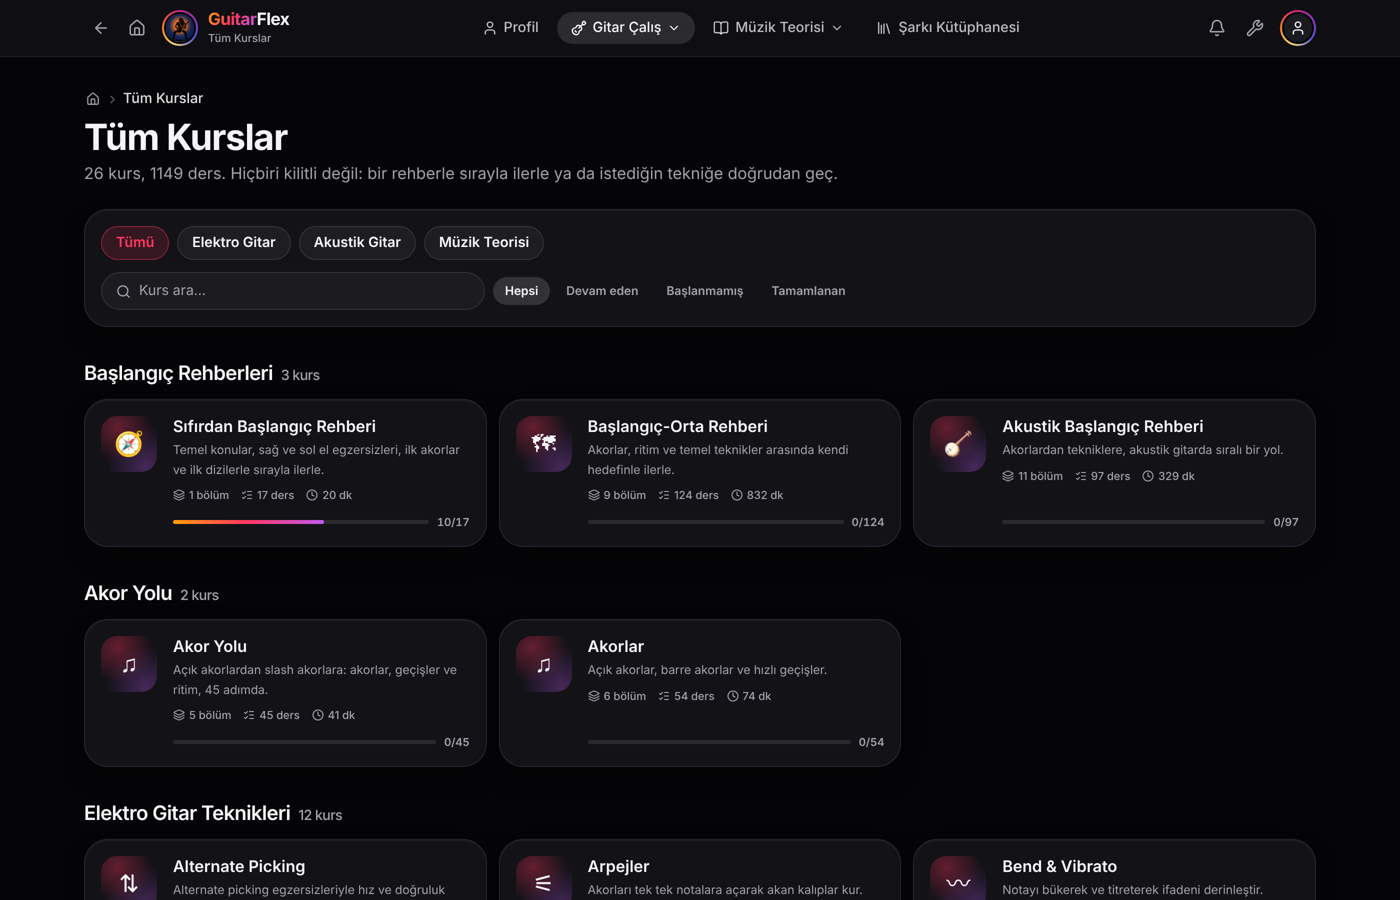 GuitarFlex
Tüm Kurslar
Profil
Gitar Çalış
Müzik Teorisi
Şarkı Kütüphanesi
Tüm Kurslar
Tüm Kurslar
26 kurs, 1149 ders. Hiçbiri kilitli değil: bir rehberle sırayla ilerle ya da istediğin tekniğe doğrudan geç.
Tümü
Elektro Gitar
Akustik Gitar
Müzik Teorisi
Kurs ara...
Hepsi
Devam eden
Başlanmamış
Tamamlanan
Başlangıç Rehberleri 3 kurs
Sıfırdan Başlangıç Rehberi
Temel konular, sağ ve sol el egzersizleri, ilk akorlar
ve ilk dizilerle sırayla ilerle.
1 bölüm 17 ders 20 dk
10/17
Başlangıç-Orta Rehberi
Akorlar, ritim ve temel teknikler arasında kendi
hedefinle ilerle.
9 bölüm 124 ders 832 dk
0/124
Akustik Başlangıç Rehberi
Akorlardan tekniklere, akustik gitarda sıralı bir yol.
11 bölüm 97 ders 329 dk
0/97
Akor Yolu 2 kurs
Akor Yolu
Açık akorlardan slash akorlara: akorlar, geçişler ve
ritim, 45 adımda.
5 bölüm 45 ders 41 dk
0/45
Akorlar
Açık akorlar, barre akorlar ve hızlı geçişler.
6 bölüm 54 ders 74 dk
0/54
Elektro Gitar Teknikleri 12 kurs
Alternate Picking
Alternate picking egzersizleriyle hız ve doğruluk
Arpejler
Akorları tek tek notalara açarak akan kalıplar kur.
Bend & Vibrato
Notayı bükerek ve titreterek ifadeni derinleştir.